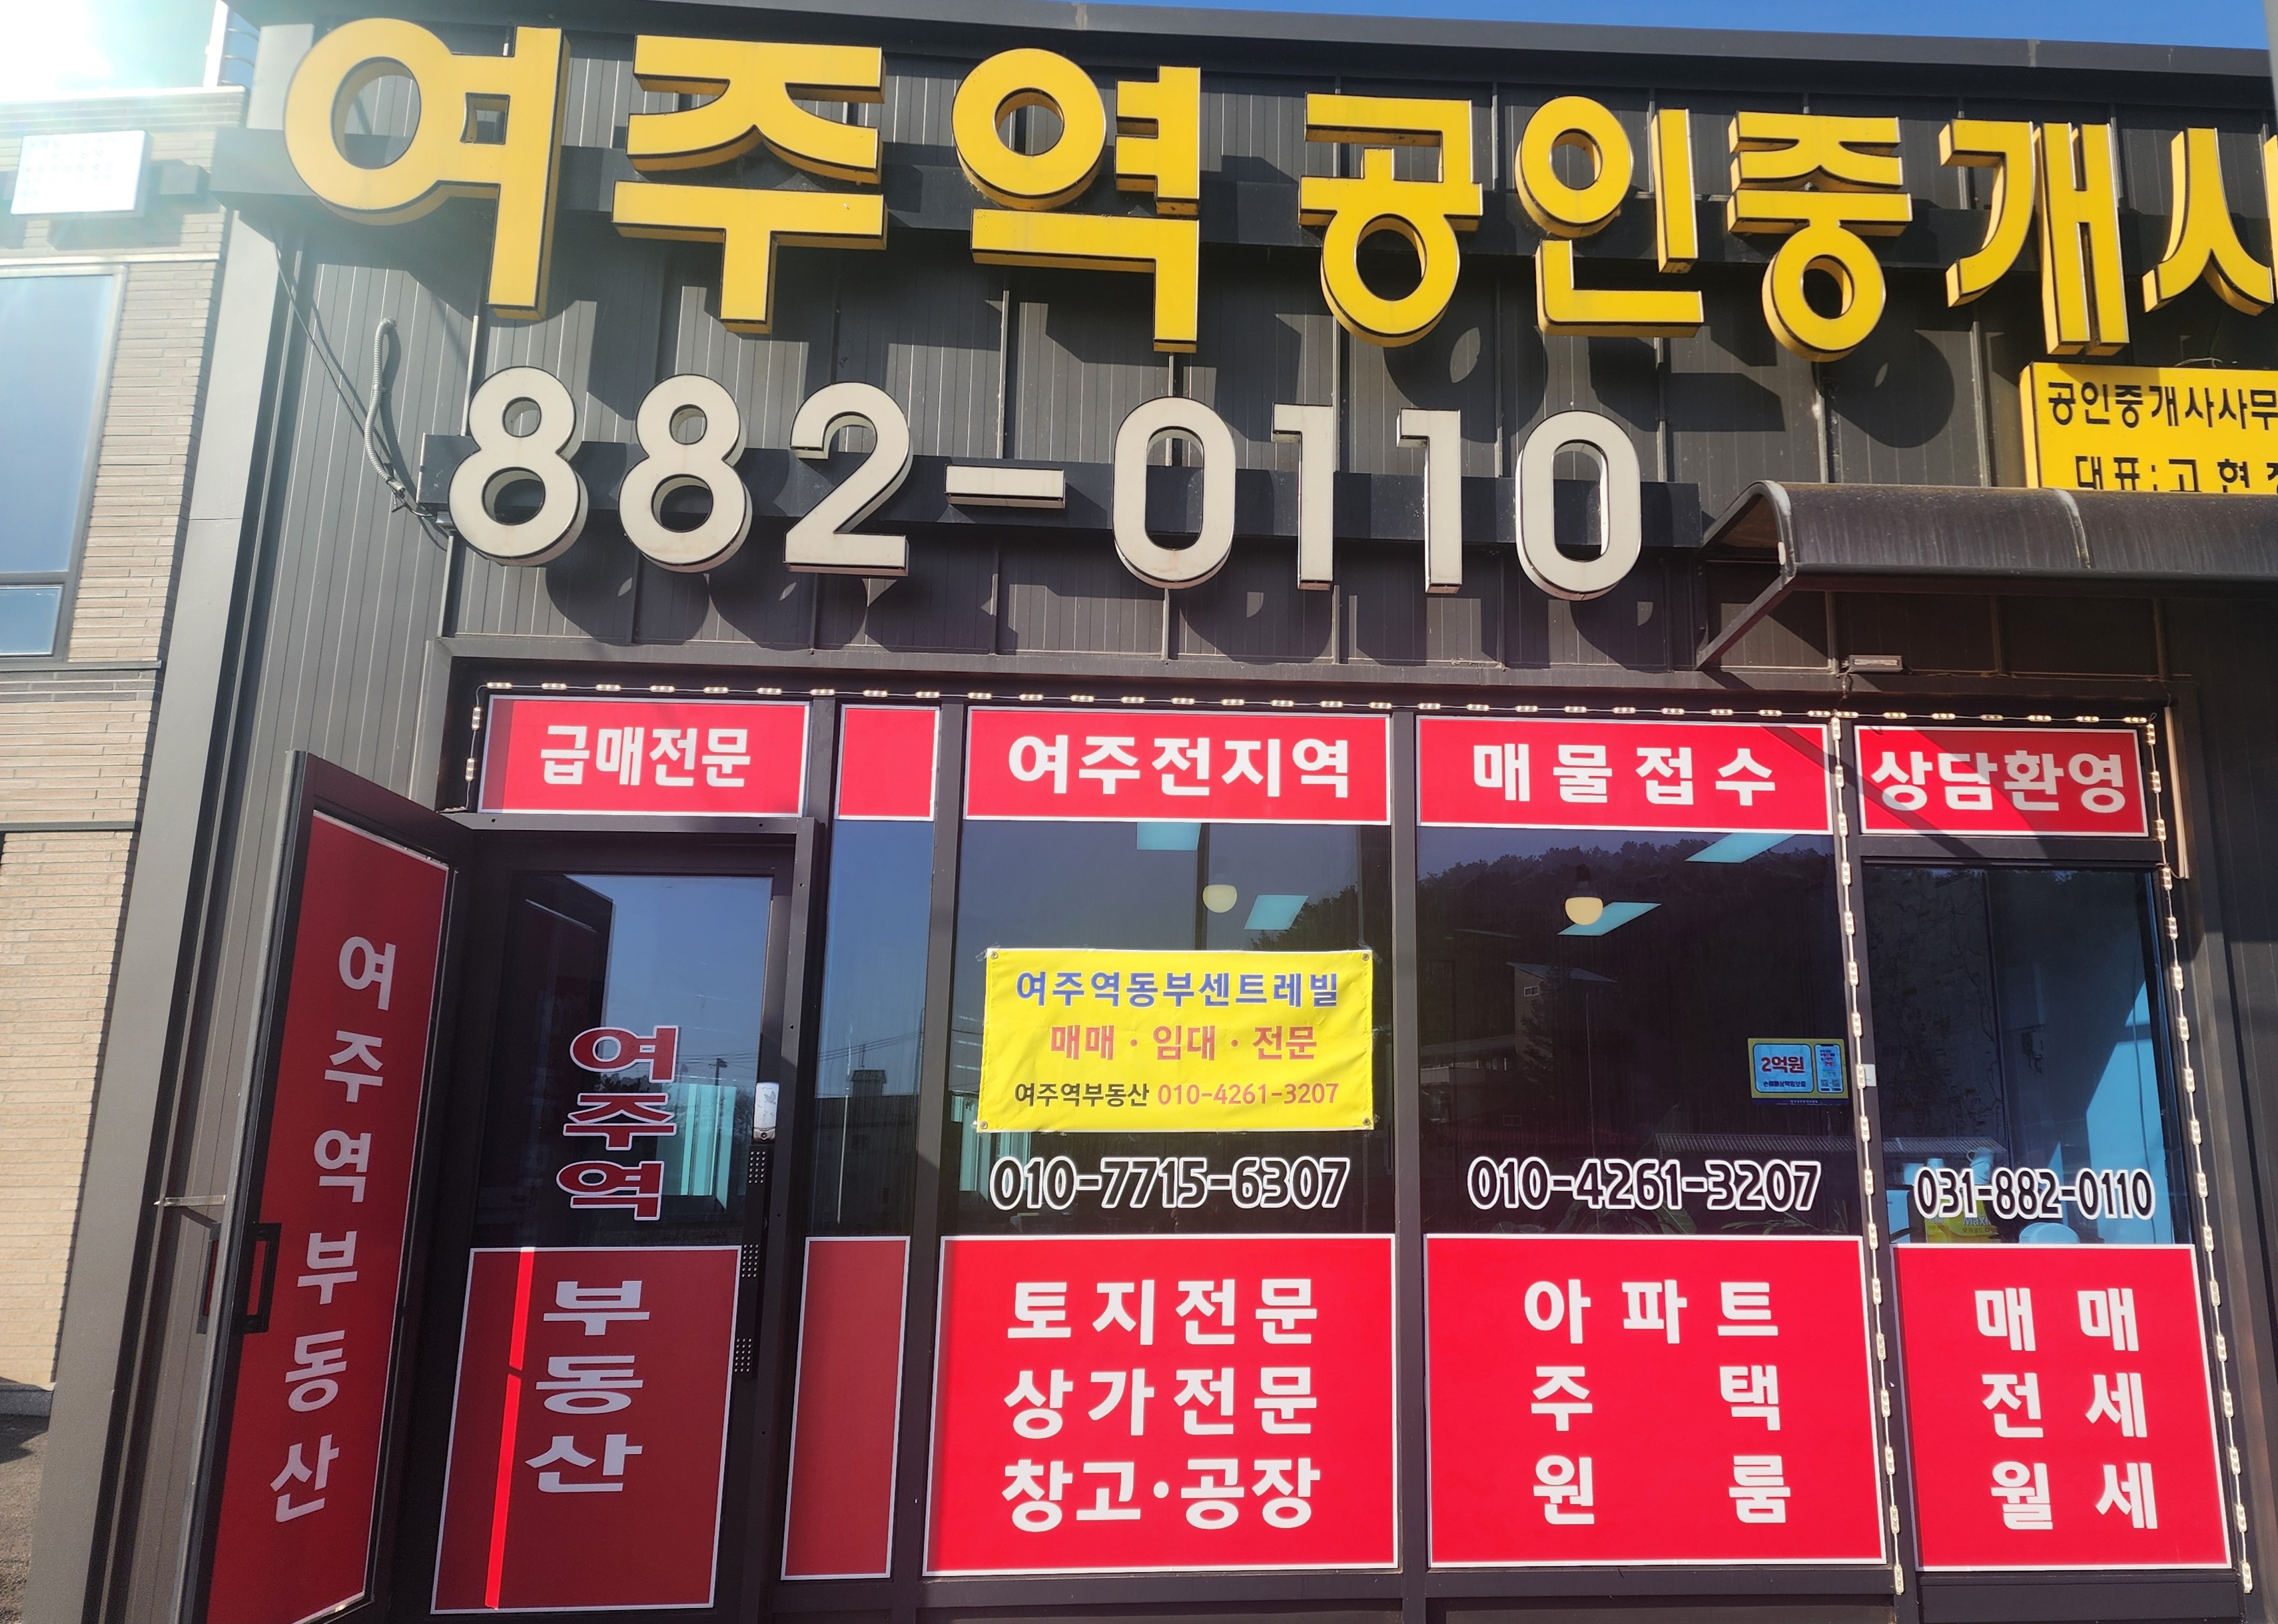 여주역 공인중개사
882-0110
공인중개사사무
대표:고현
급매전문
여주전지역
매물접수
상담환영
여주역부동산
여주역
부동산
여주역동부센트레빌
매매·임대·전문
여주역부동산 010-4261-3207
2억원
010-7715-6307
010-4261-3207
031-882-0110
토지전문
상가전문
창고·공장
아파트
주택
원룸
매매
전세
월세